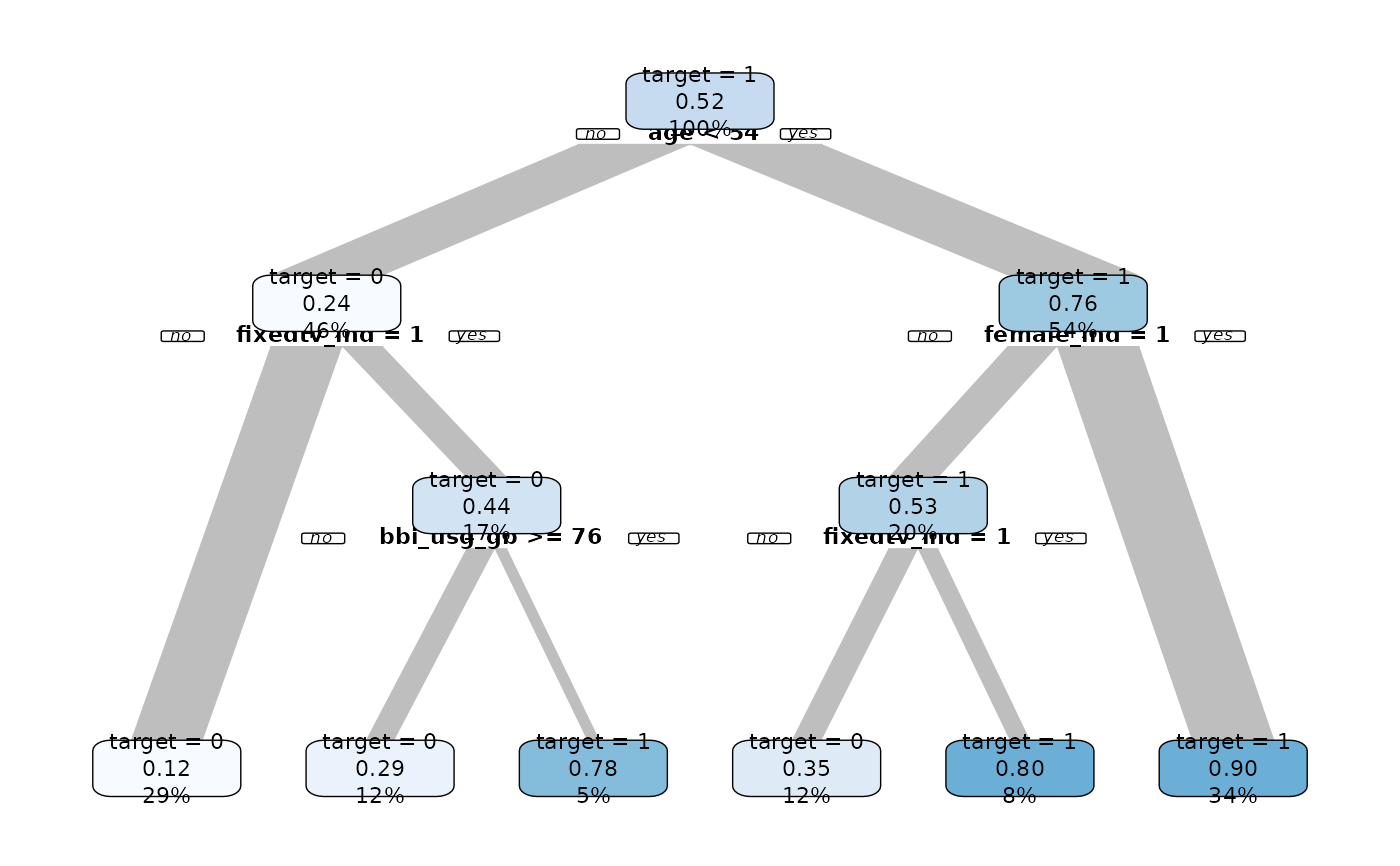 target = 1
0.52
100%
no age < 54 yes
target = 0
0.24
46%
no fixedtv_md = 1 yes
target = 1
0.76
54%
no female_md = 1 yes
target = 0
0.44
17%
no bbi_usg_gb >= 76 yes
target = 1
0.53
20%
no fixedtv_md = 1 yes
target = 0
0.12
29%
target = 0
0.29
12%
target = 1
0.78
5%
target = 0
0.35
12%
target = 1
0.80
8%
target = 1
0.90
34%